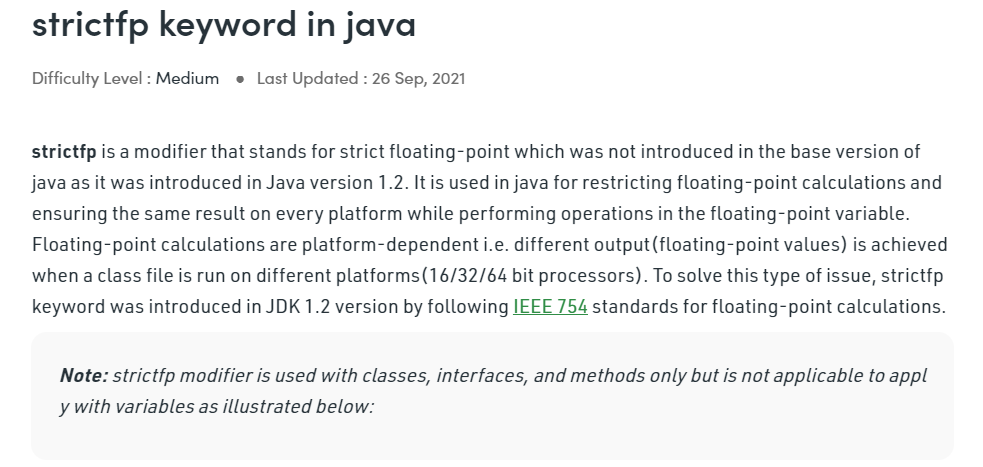 strictfp keyword in java
Difficulty Level : Medium ● Last Updated : 26 Sep, 2021
strictfp is a modifier that stands for strict floating-point which was not introduced in the base version of
java as it was introduced in Java version 1.2. It is used in java for restricting floating-point calculations and
ensuring the same result on every platform while performing operations in the floating-point variable.
Floating-point calculations are platform-dependent i.e. different output(floating-point values) is achieved
when a class file is run on different platforms(16/32/64 bit processors). To solve this type of issue, strictfp
keyword was introduced in JDK 1.2 version by following IEEE 754 standards for floating-point calculations.
Note: strictfp modifier is used with classes, interfaces, and methods only but is not applicable to appl
y with variables as illustrated below: